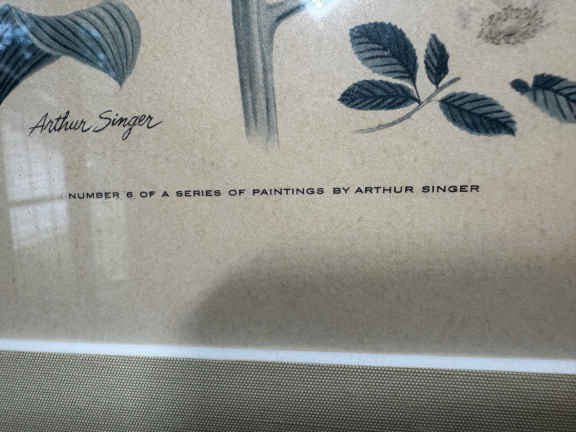 Arthur Singer
NUMBER 6 OF A SERIES OF PAINTINGS BY ARTHUR SINGER